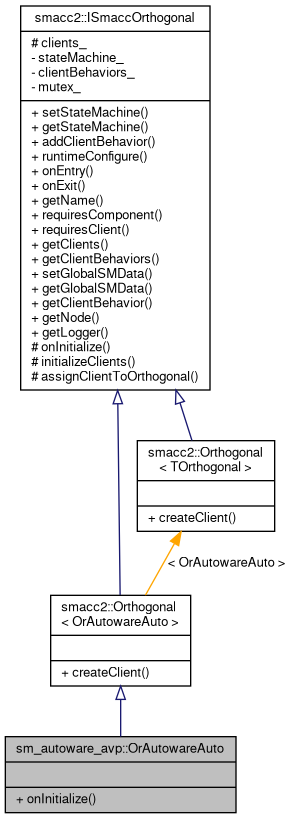 smacc2::ISmaccOrthogonal
# clients_
- stateMachine_
- clientBehaviors_
- mutex_
+ setStateMachine()
+ getStateMachine()
+ addClientBehavior()
+ runtimeConfigure()
+ onEntry()
+ onExit()
+ getName()
+ requiresComponent()
+ requiresClient()
+ getClients()
+ getClientBehaviors()
+ setGlobalSMData()
+ getGlobalSMData()
+ getClientBehavior()
+ getNode()
+ getLogger()
# onInitialize()
# initializeClients()
# assignClientToOrthogonal()
smacc2::Orthogonal
< TOrthogonal >
+ createClient()
< OrAutowareAuto >
smacc2::Orthogonal
< OrAutowareAuto >
+ createClient()
sm_autoware_avp::OrAutowareAuto
+ onInitialize()